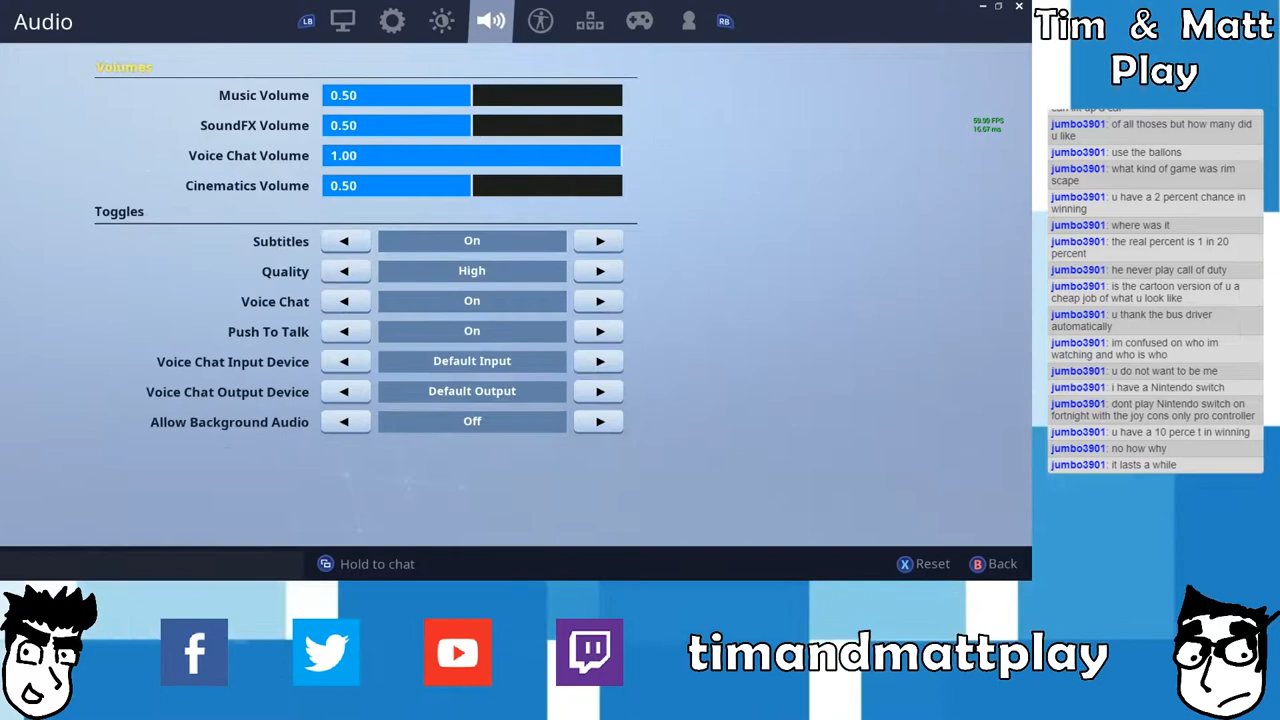 Audio
LB
RB
Tim & Matt
Play
Volumes
Music Volume
0.50
SoundFX Volume
0.50
Voice Chat Volume
1.00
Cinematics Volume
0.50
Toggles
Subtitles
On
Quality
High
Voice Chat
On
Push To Talk
On
Voice Chat Input Device
Default Input
Voice Chat Output Device
Default Output
Allow Background Audio
Off
59.99 FPS
16.67 ms
jumbo3901: of all thoses but how many did
u like
jumbo3901: use the ballons
jumbo3901: what kind of game was rim
scape
jumbo3901: u have a 2 percent chance in
winning
jumbo3901: where was it
jumbo3901: the real percent is 1 in 20
percent
jumbo3901: he never play call of duty
jumbo3901: is the cartoon version of u a
cheap job of what u look like
jumbo3901: u thank the bus driver
automatically
jumbo3901: im confused on who im
watching and who is who
jumbo3901: u do not want to be me
jumbo3901: i have a Nintendo switch
jumbo3901: dont play Nintendo switch on
fortnight with the joy cons only pro controller
jumbo3901: u have a 10 perce t in winning
jumbo3901: no how why
jumbo3901: it lasts a while
Hold to chat
X Reset
B Back
timandmattplay